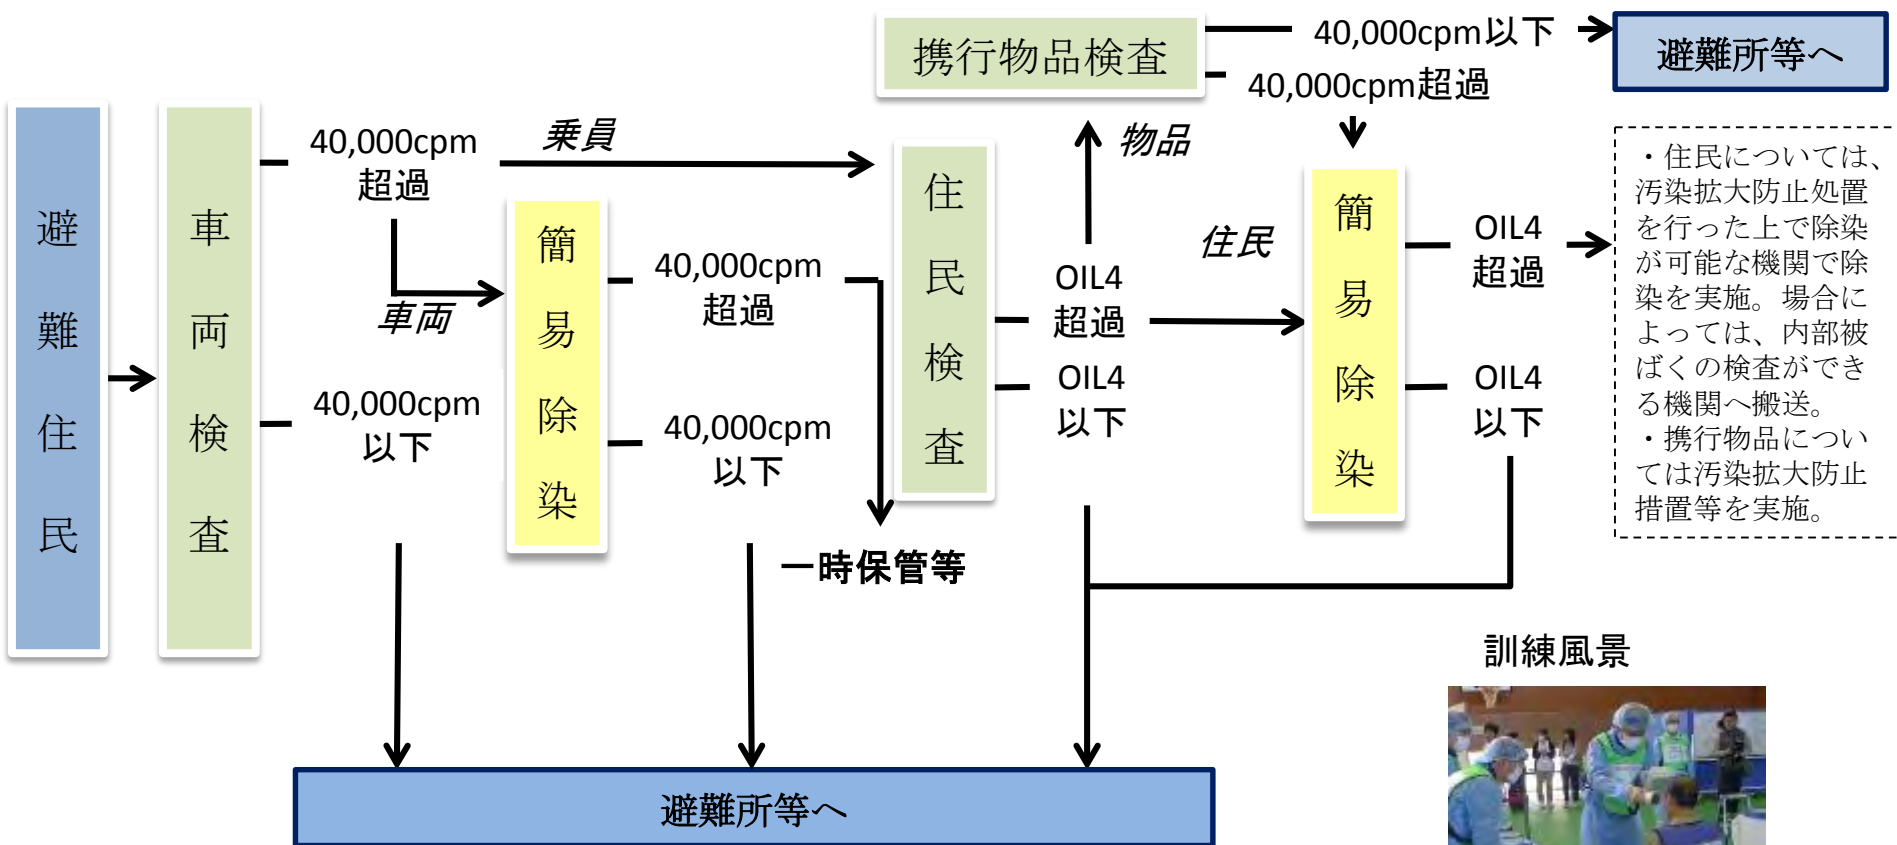 避難住民
車両検査
40,000cpm
超過
乗員
車両
40,000cpm
以下
簡易除染
40,000cpm
超過
40,000cpm
以下
一時保管等
住民検査
OIL4
超過
OIL4
以下
物品
携行物品検査
40,000cpm以下
40,000cpm超過
避難所等へ
住民
簡易除染
OIL4
超過
OIL4
以下
・住民については、
汚染拡大防止処置
を行った上で除染
が可能な機関で除
染を実施。場合に
よっては、内部被
ばくの検査ができ
る機関へ搬送。
・携行物品につい
ては汚染拡大防止
措置等を実施。
避難所等へ
訓練風景